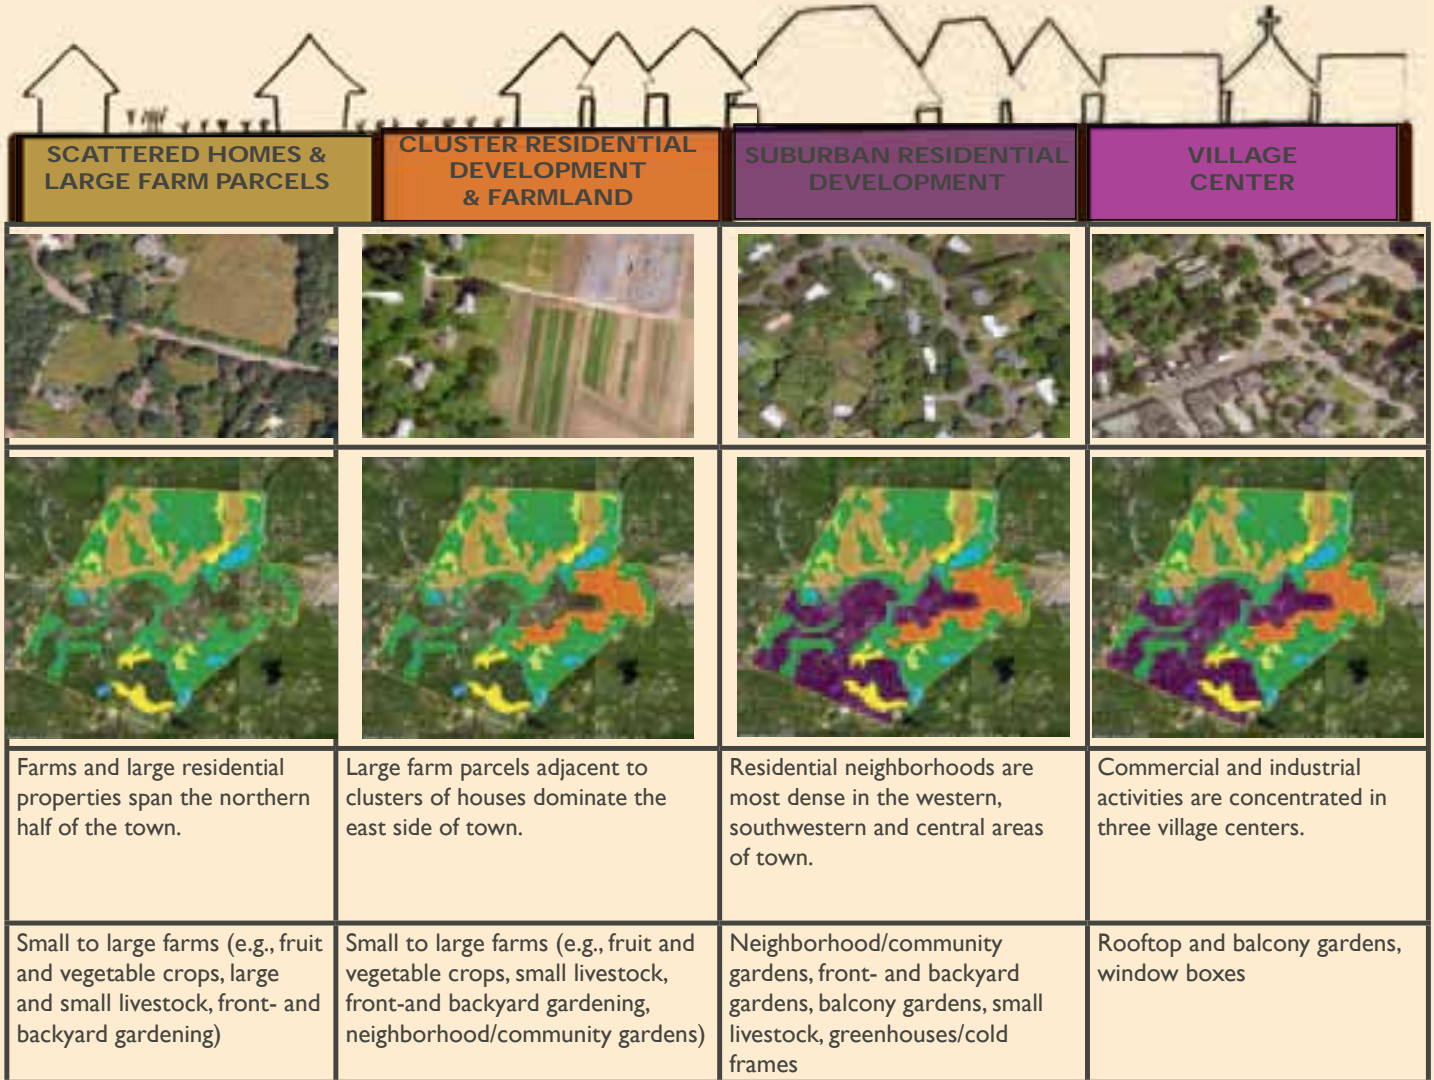 SCATTERED HOMES &
LARGE FARM PARCELS
CLUSTER RESIDENTIAL
DEVELOPMENT
& FARMLAND
SUBURBAN RESIDENTIAL
DEVELOPMENT
VILLAGE
CENTER
Farms and large residential
properties span the northern
half of the town.
Large farm parcels adjacent to
clusters of houses dominate the
east side of town.
Residential neighborhoods are
most dense in the western,
southwestern and central areas
of town.
Commercial and industrial
activities are concentrated in
three village centers.
Small to large farms (e.g., fruit
and vegetable crops, large
and small livestock, front- and
backyard gardening)
Small to large farms (e.g., fruit and
vegetable crops, small livestock,
front-and backyard gardening,
neighborhood/community gardens)
Neighborhood/community
gardens, front- and backyard
gardens, balcony gardens, small
livestock, greenhouses/cold
frames
Rooftop and balcony gardens,
window boxes